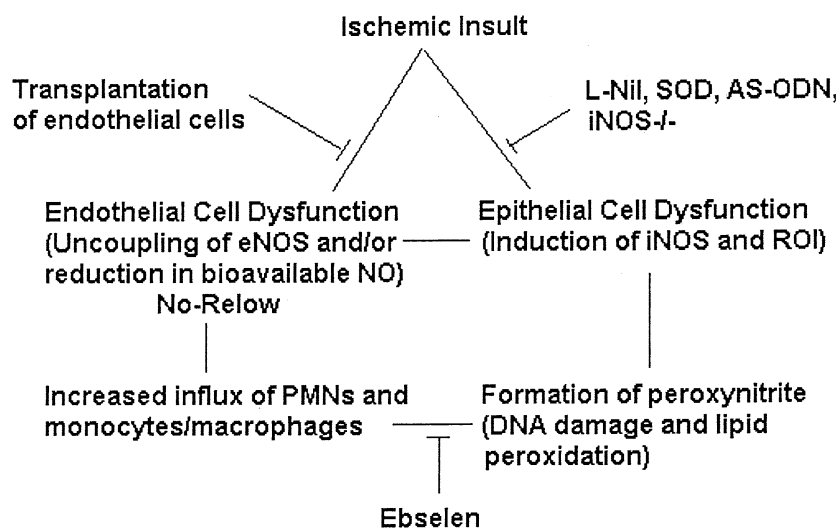 Ischemic Insult
Transplantation
of endothelial cells
L-Nil, SOD, AS-ODN,
iNOS-/-
Endothelial Cell Dysfunction
(Uncoupling of eNOS and/or
reduction in bioavailable NO)
No-Relow
Epithelial Cell Dysfunction
(Induction of iNOS and ROI)
Increased influx of PMNs and
monocytes/macrophages
Formation of peroxynitrite
(DNA damage and lipid
peroxidation)
Ebselen